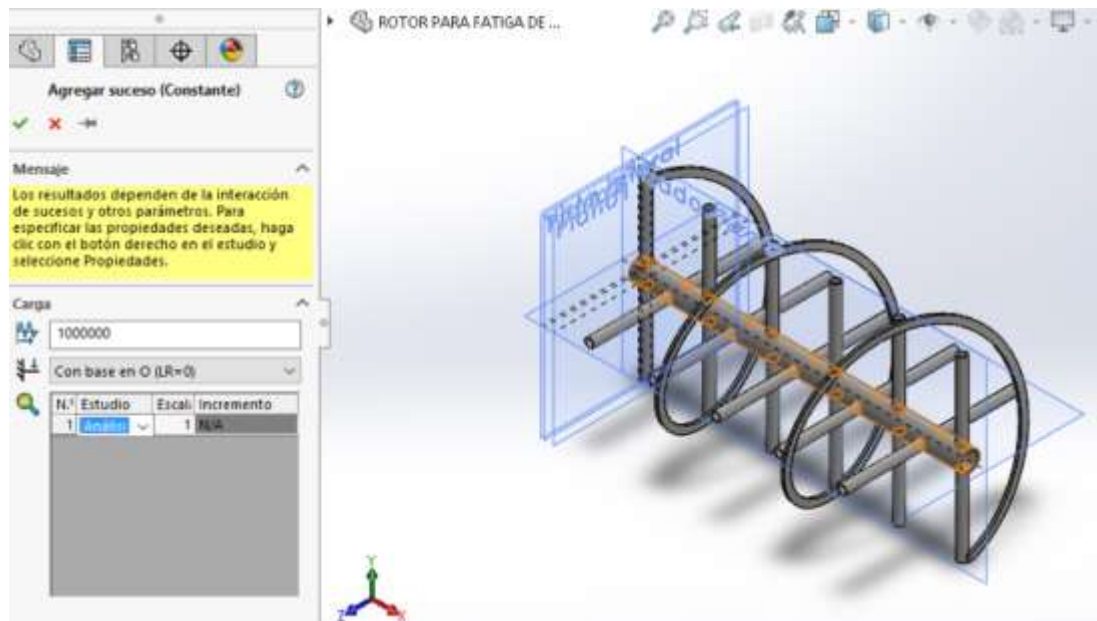 ROTOR PARA FATIGA DE ...
Agregar suceso (Constante)
Mensaje
Los resultados dependen de la interacción
de sucesos y otros parámetros. Para
especificar las propiedades deseadas, haga
clic con el botón derecho en el estudio y
seleccione Propiedades.
Carga
1000000
Con base en O (LR=0)
N.º Estudio Escala Incremento
1 Análisi 1 N/A
Y
Z X